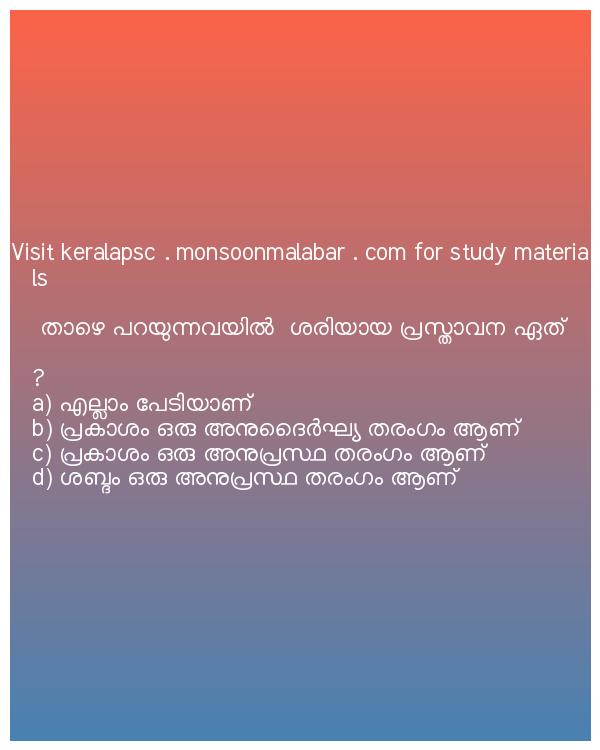 Visit keralapsc . monsoonmalabar . com for study materia
ls
താഴെ പറയുന്നവയിൽ ശരിയായ പ്രസ്താവന ഏത്
?
a) എല്ലാം പേടിയാണ്
b) പ്രകാശം ഒരു അനുദൈർഘ്യ തരംഗം ആണ്
c) പ്രകാശം ഒരു അനുപ്രസ്ഥ തരംഗം ആണ്
d) ശബ്ദം ഒരു അനുപ്രസ്ഥ തരംഗം ആണ്